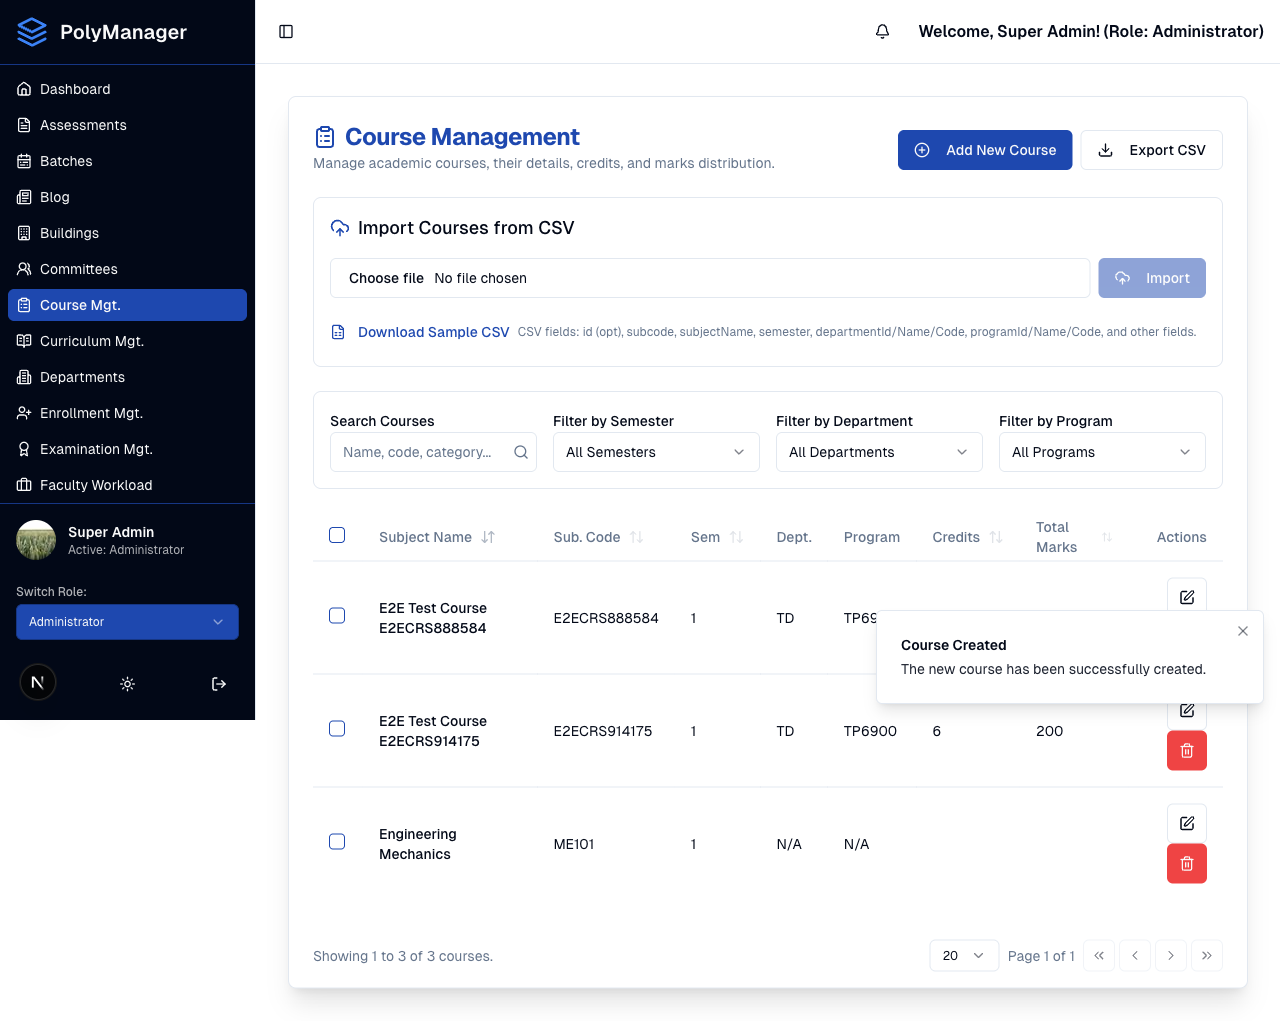 PolyManager
Dashboard
Assessments
Batches
Blog
Buildings
Committees
Course Mgt.
Curriculum Mgt.
Departments
Enrollment Mgt.
Examination Mgt.
Faculty Workload
Super Admin
Active: Administrator
Switch Role:
Administrator
N
Welcome, Super Admin! (Role: Administrator)
Course Management
Manage academic courses, their details, credits, and marks distribution.
Add New Course
Export CSV
Import Courses from CSV
Choose file No file chosen
Import
Download Sample CSV CSV fields: id (opt), subcode, subjectName, semester, departmentId/Name/Code, programId/Name/Code, and other fields.
Search Courses Filter by Semester Filter by Department Filter by Program
Name, code, category... All Semesters All Departments All Programs
Subject Name Sub. Code Sem Dept. Program Credits Total Marks Actions
E2E Test Course
E2ECRS888584 E2ECRS888584 1 TD
Course Created
The new course has been successfully created.
E2E Test Course
E2ECRS914175 E2ECRS914175 1 TD TP6900 6 200
Engineering
Mechanics ME101 1 N/A N/A
Showing 1 to 3 of 3 courses. 20 Page 1 of 1